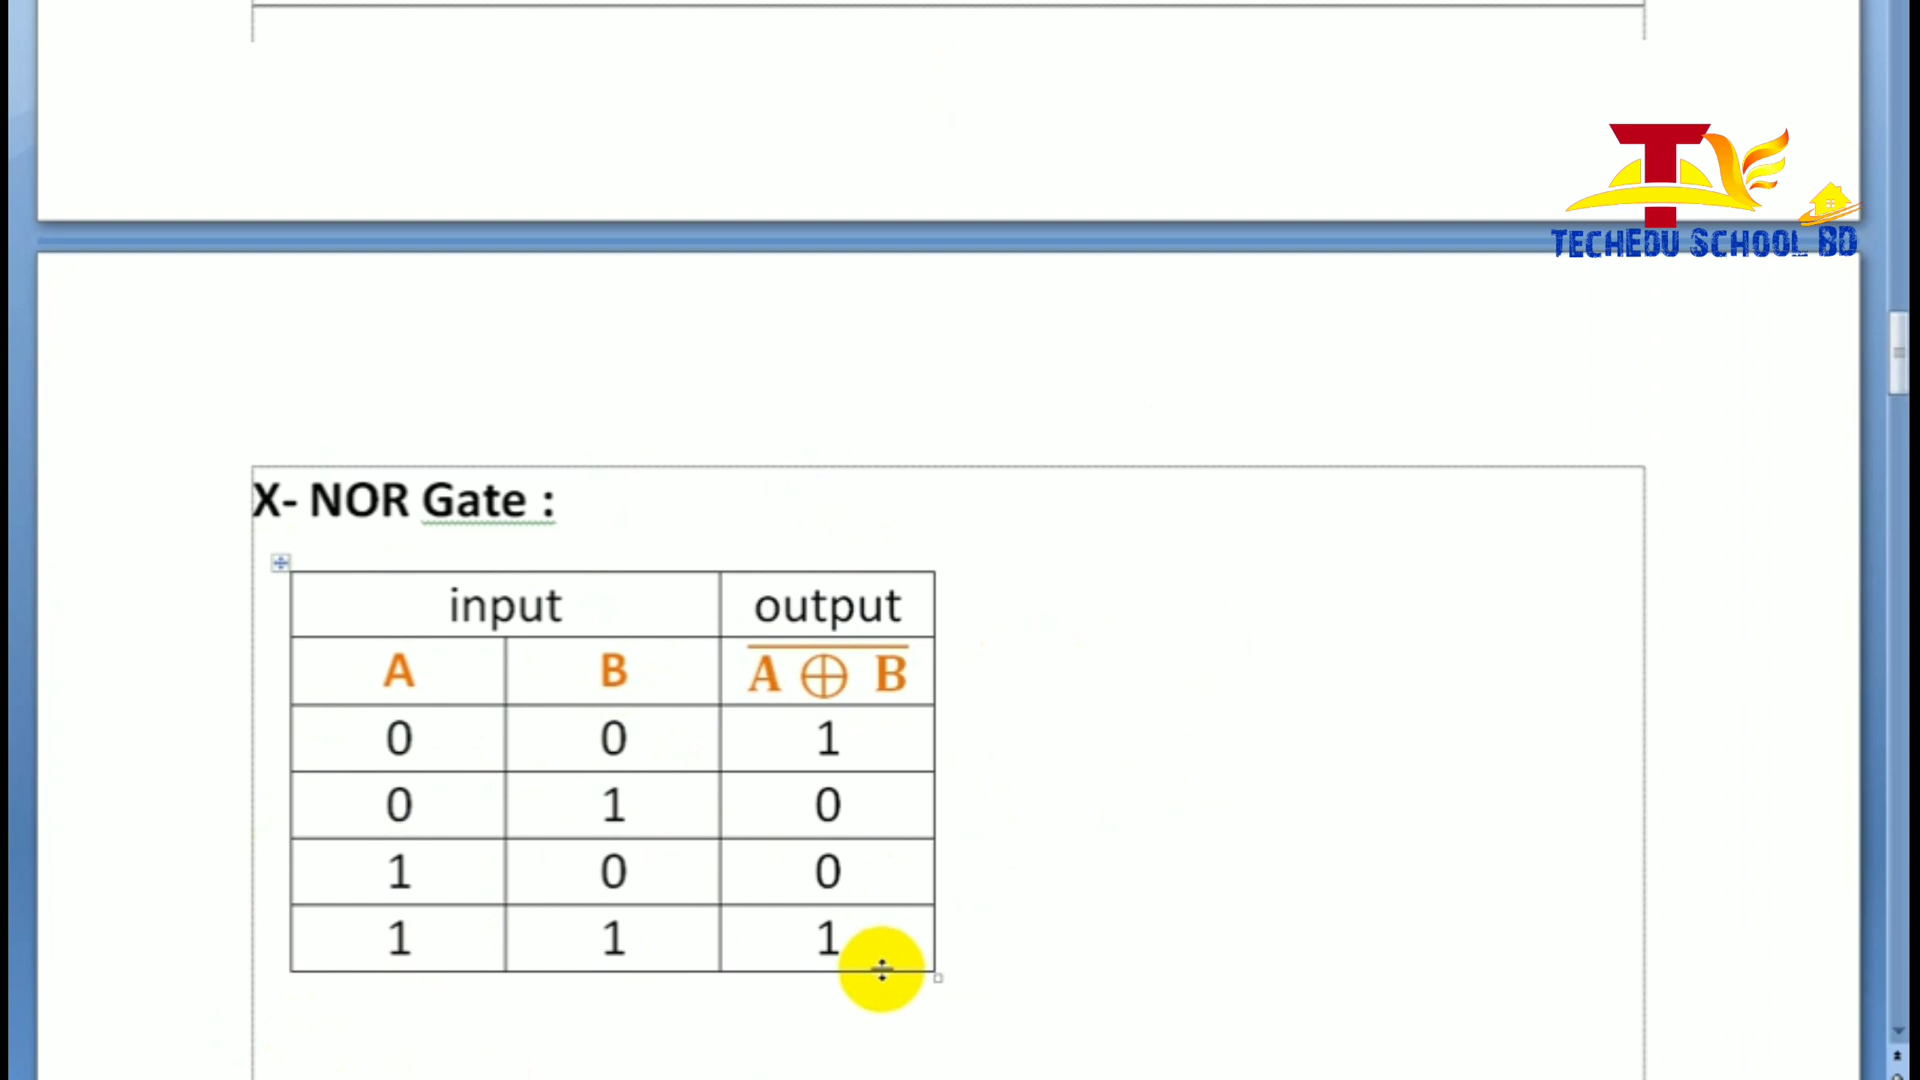 TECHEDU SCHOOL BD
X- NOR Gate :
input output
A B A ⊕ B
0 0 1
0 1 0
1 0 0
1 1 1